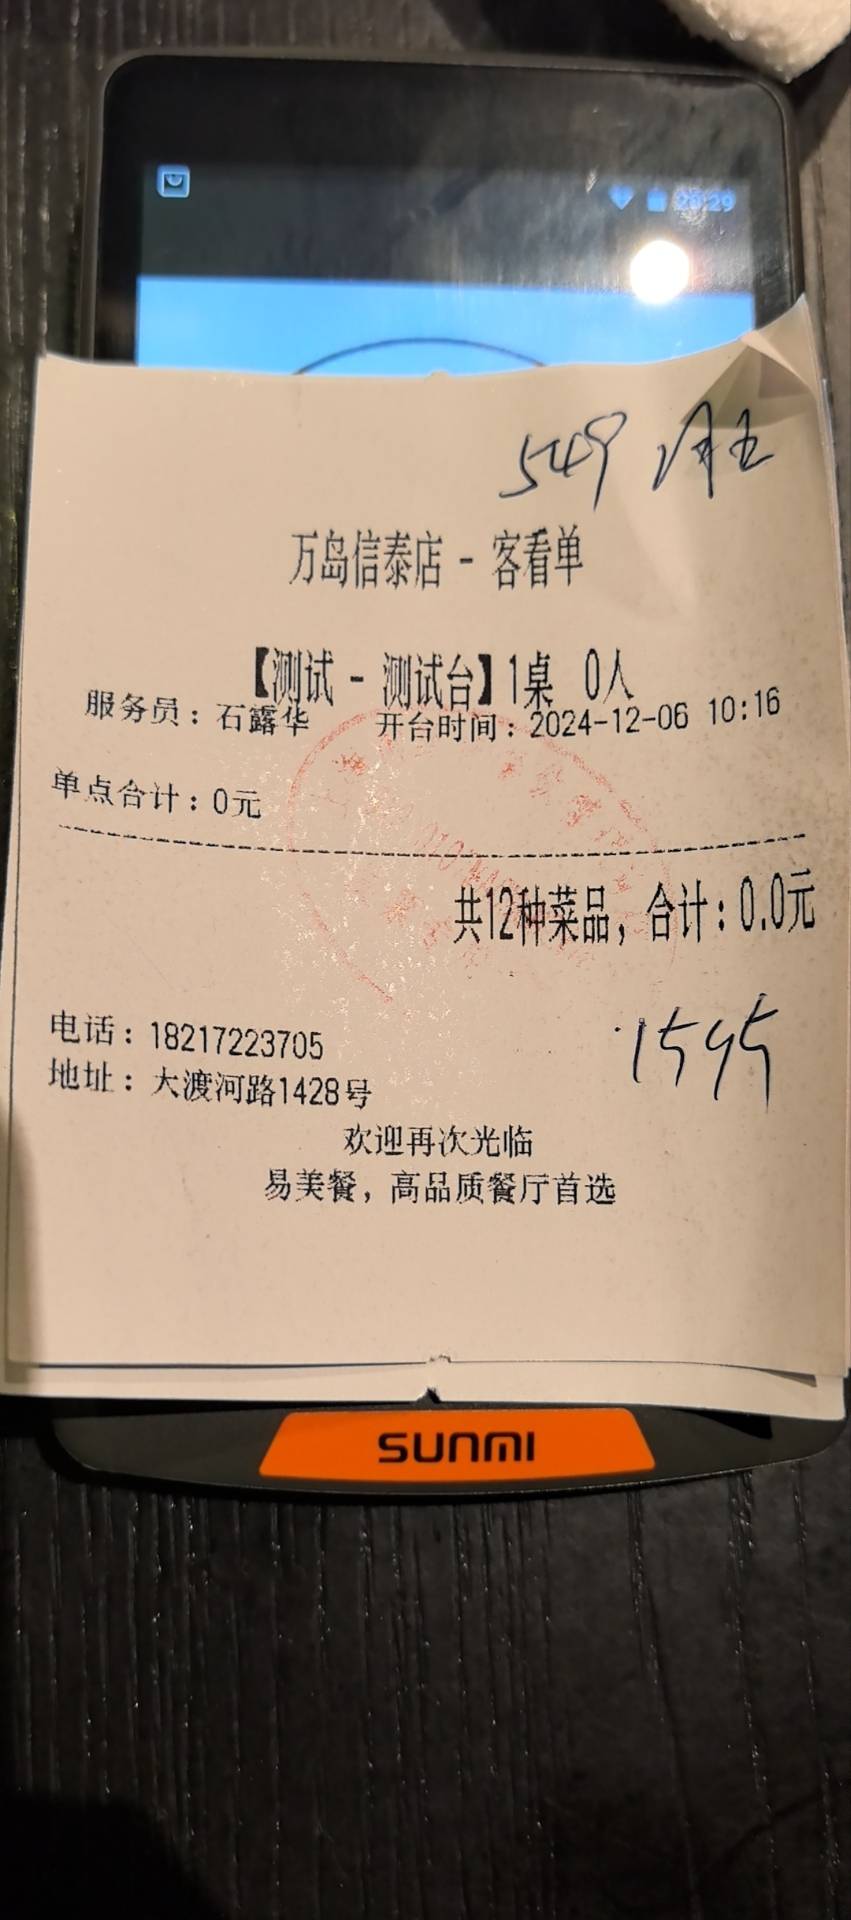 20:29
549
万岛信泰店 - 客看单
【测试 - 测试台】1桌 0人
服务员：石露华 开台时间：2024-12-06 10:16
单点合计：0元
共12种菜品，合计：0.0元
1595
电话：18217223705
地址：大渡河路1428号
欢迎再次光临
易美餐，高品质餐厅首选
sunmi